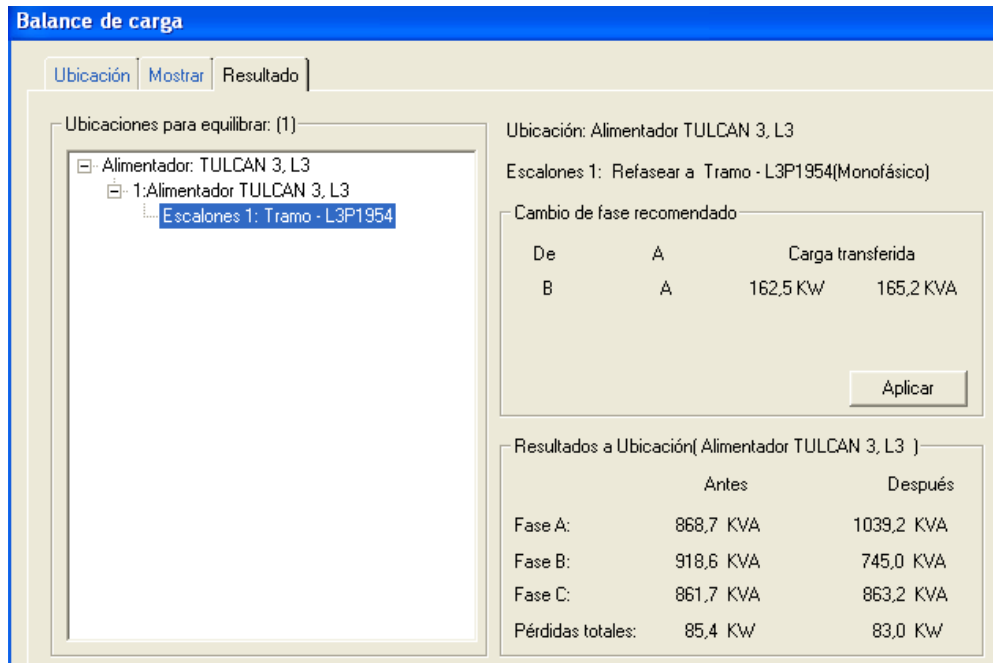 Balance de carga
Ubicación Mostrar Resultado
Ubicaciones para equilibrar: (1)
Alimentador: TULCAN 3, L3
1:Alimentador TULCAN 3, L3
Escalones 1: Tramo - L3P1954
Ubicación: Alimentador TULCAN 3, L3
Escalones 1: Refasear a Tramo - L3P1954(Monofásico)
Cambio de fase recomendado
De A Carga transferida
B A 162,5 KW 165,2 KVA
Aplicar
Resultados a Ubicación( Alimentador TULCAN 3, L3 )
Antes Después
Fase A: 868,7 KVA 1039,2 KVA
Fase B: 918,6 KVA 745,0 KVA
Fase C: 861,7 KVA 863,2 KVA
Pérdidas totales: 85,4 KW 83,0 KW